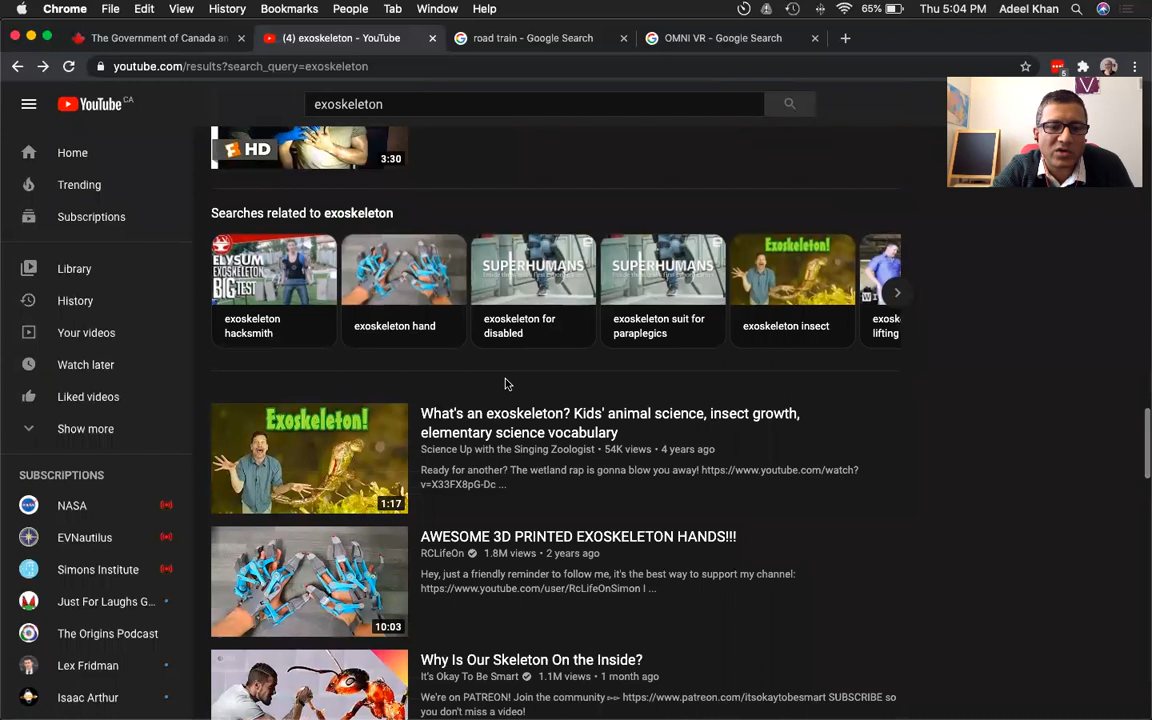 Chrome File Edit View History Bookmarks People Tab Window Help 65% Thu 5:04 PM Adeel Khan
The Government of Canada an (4) exoskeleton - YouTube road train - Google Search OMNI VR - Google Search
youtube.com/results?search_query=exoskeleton
YouTube CA
exoskeleton
Home
Trending
Subscriptions
Library
History
Your videos
Watch later
Liked videos
Show more
SUBSCRIPTIONS
NASA
EVNautilus
Simons Institute
Just For Laughs G...
The Origins Podcast
Lex Fridman
Isaac Arthur
HD
3:30
Searches related to exoskeleton
ELYSUM
EXOSKELETON
BIG
TEST
SUPERHUMANS
SUPERHUMANS
Exoskeleton!
exoskeleton
hacksmith
exoskeleton hand
exoskeleton for
disabled
exoskeleton suit for
paraplegics
exoskeleton insect
exosk
lifting
Exoskeleton!
1:17
What's an exoskeleton? Kids' animal science, insect growth,
elementary science vocabulary
Science Up with the Singing Zoologist • 54K views • 4 years ago
Ready for another? The wetland rap is gonna blow you away! https://www.youtube.com/watch?
v=X33FX8pG-Dc ...
10:03
AWESOME 3D PRINTED EXOSKELETON HANDS!!!
RCLifeOn 1.8M views • 2 years ago
Hey, just a friendly reminder to follow me, it's the best way to support my channel:
https://www.youtube.com/user/RcLifeOnSimon I ...
Why Is Our Skeleton On the Inside?
It's Okay To Be Smart 1.1M views • 1 month ago
We're on PATREON! Join the community ►► https://www.patreon.com/itsokaytobesmart SUBSCRIBE so
you don't miss a video!